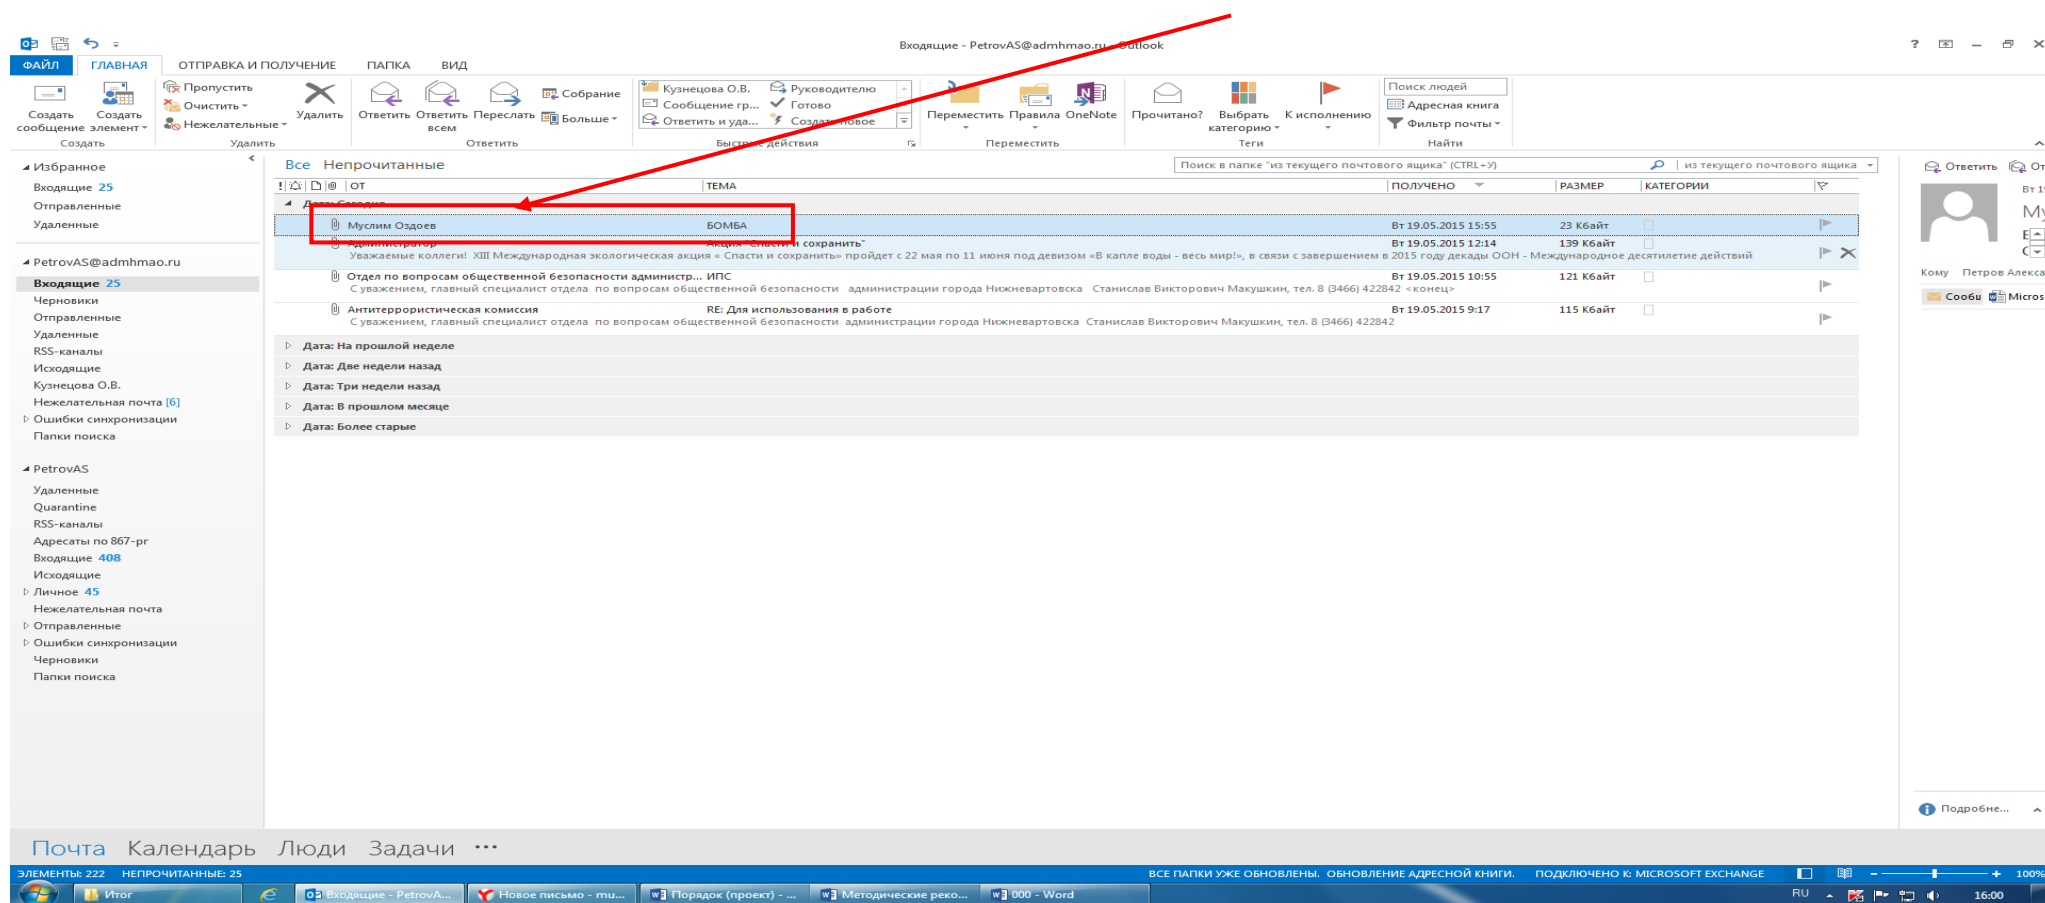 Входящие - PetrovAS@admhmao.ru - Outlook
ФАЙЛ ГЛАВНАЯ ОТПРАВКА И ПОЛУЧЕНИЕ ПАПКА ВИД
Создать сообщение
Создать элемент
Пропустить
Очистить
Нежелательные
Удалить
Ответить
Ответить всем
Переслать
Собрание
Больше
Кузнецова О.В.
Сообщение гр...
Ответить и уда...
Руководителю
Готово
Создать новое
Переместить
Правила
OneNote
Прочитано?
Выбрать категорию
К исполнению
Поиск людей
Адресная книга
Фильтр почты
Создать Удалить Ответить Быстрые действия Переместить Теги Найти
Избранное
Входящие 25
Отправленные
Удаленные
PetrovAS@admhmao.ru
Входящие 25
Черновики
Отправленные
Удаленные
RSS-каналы
Исходящие
Кузнецова О.В.
Нежелательная почта [6]
Ошибки синхронизации
Папки поиска
PetrovAS
Удаленные
Quarantine
RSS-каналы
Адресаты по 867-рг
Входящие 408
Исходящие
Личное 45
Нежелательная почта
Отправленные
Ошибки синхронизации
Черновики
Папки поиска
Все Непрочитанные
Поиск в папке "из текущего почтового ящика" (CTRL+У) из текущего почтового ящика
ОТ ТЕМА ПОЛУЧЕНО РАЗМЕР КАТЕГОРИИ
Дата: Сегодня
Муслим Оздоев БОМБА Вт 19.05.2015 15:55 23 Кбайт
Администратор Акция "Спасти и сохранить" Вт 19.05.2015 12:14 139 Кбайт
Уважаемые коллеги! XIII Международная экологическая акция « Спасти и сохранить» пройдет с 22 мая по 11 июня под девизом «В капле воды - весь мир!», в связи с завершением в 2015 году декады ООН - Международное десятилетие действий
Отдел по вопросам общественной безопасности администр... ИПС Вт 19.05.2015 10:55 121 Кбайт
С уважением, главный специалист отдела по вопросам общественной безопасности администрации города Нижневартовска Станислав Викторович Макушкин, тел. 8 (3466) 422842 <конец>
Антитеррористическая комиссия RE: Для использования в работе Вт 19.05.2015 9:17 115 Кбайт
С уважением, главный специалист отдела по вопросам общественной безопасности администрации города Нижневартовска Станислав Викторович Макушкин, тел. 8 (3466) 422842
Дата: На прошлой неделе
Дата: Две недели назад
Дата: Три недели назад
Дата: В прошлом месяце
Дата: Более старые
Ответить От
Вт 1
Му
Кому Петров Алекса
Сообщ Micros
Подробне...
Почта Календарь Люди Задачи
ЭЛЕМЕНТЫ: 222 НЕПРОЧИТАННЫЕ: 25 ВСЕ ПАПКИ УЖЕ ОБНОВЛЕНЫ. ОБНОВЛЕНИЕ АДРЕСНОЙ КНИГИ. ПОДКЛЮЧЕНО К: MICROSOFT EXCHANGE 100%
Итог Входящие - PetrovA... Новое письмо - mu... Порядок (проект) - ... Методические реко... 000 - Word RU 16:00